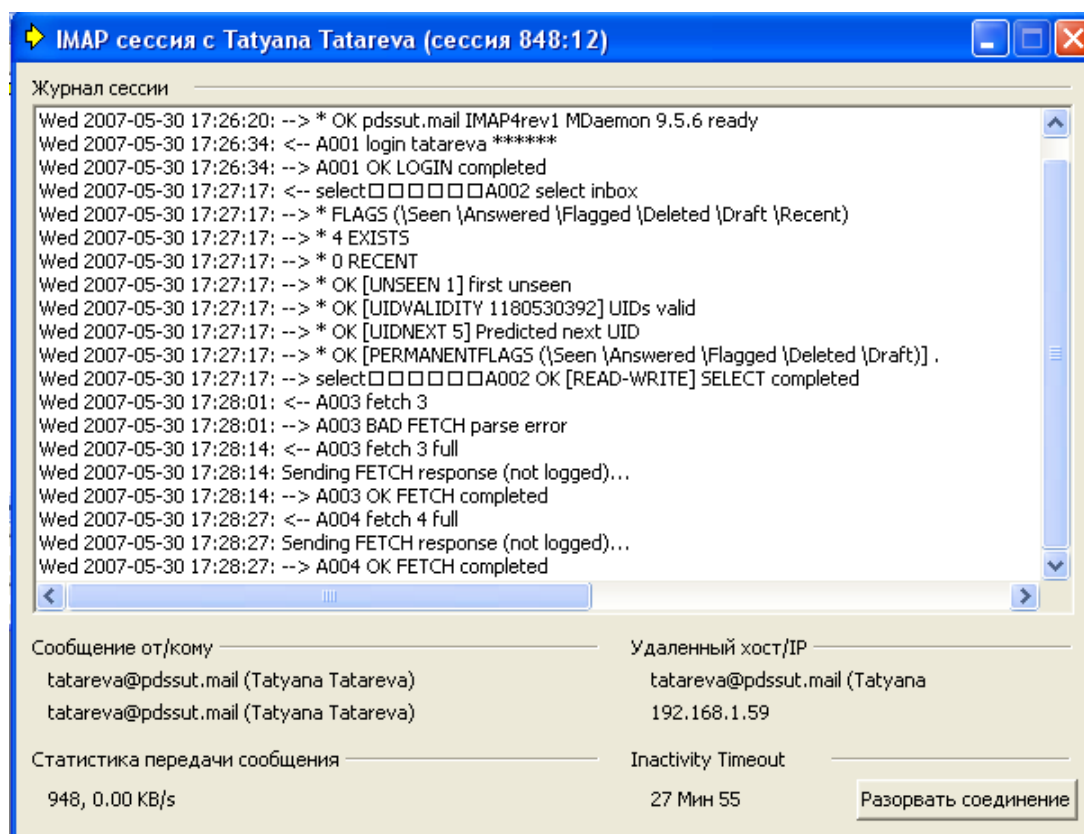 IMAP сессия с Tatyana Tatareva (сессия 848:12)
Журнал сессии
Wed 2007-05-30 17:26:20: --> * OK pdssut.mail IMAP4rev1 MDaemon 9.5.6 ready
Wed 2007-05-30 17:26:34: <-- A001 login tatareva ******
Wed 2007-05-30 17:26:34: --> A001 OK LOGIN completed
Wed 2007-05-30 17:27:17: <-- select□□□□□□A002 select inbox
Wed 2007-05-30 17:27:17: --> * FLAGS (\Seen \Answered \Flagged \Deleted \Draft \Recent)
Wed 2007-05-30 17:27:17: --> * 4 EXISTS
Wed 2007-05-30 17:27:17: --> * 0 RECENT
Wed 2007-05-30 17:27:17: --> * OK [UNSEEN 1] first unseen
Wed 2007-05-30 17:27:17: --> * OK [UIDVALIDITY 1180530392] UIDs valid
Wed 2007-05-30 17:27:17: --> * OK [UIDNEXT 5] Predicted next UID
Wed 2007-05-30 17:27:17: --> * OK [PERMANENTFLAGS (\Seen \Answered \Flagged \Deleted \Draft)] .
Wed 2007-05-30 17:27:17: --> select□□□□□□A002 OK [READ-WRITE] SELECT completed
Wed 2007-05-30 17:28:01: <-- A003 fetch 3
Wed 2007-05-30 17:28:01: --> A003 BAD FETCH parse error
Wed 2007-05-30 17:28:14: <-- A003 fetch 3 full
Wed 2007-05-30 17:28:14: Sending FETCH response (not logged)...
Wed 2007-05-30 17:28:14: --> A003 OK FETCH completed
Wed 2007-05-30 17:28:27: <-- A004 fetch 4 full
Wed 2007-05-30 17:28:27: Sending FETCH response (not logged)...
Wed 2007-05-30 17:28:27: --> A004 OK FETCH completed
Сообщение от/кому
tatareva@pdssut.mail (Tatyana Tatareva)
tatareva@pdssut.mail (Tatyana Tatareva)
Удаленный хост/IP
tatareva@pdssut.mail (Tatyana
192.168.1.59
Статистика передачи сообщения
948, 0.00 KB/s
Inactivity Timeout
27 Мин 55
Разорвать соединение